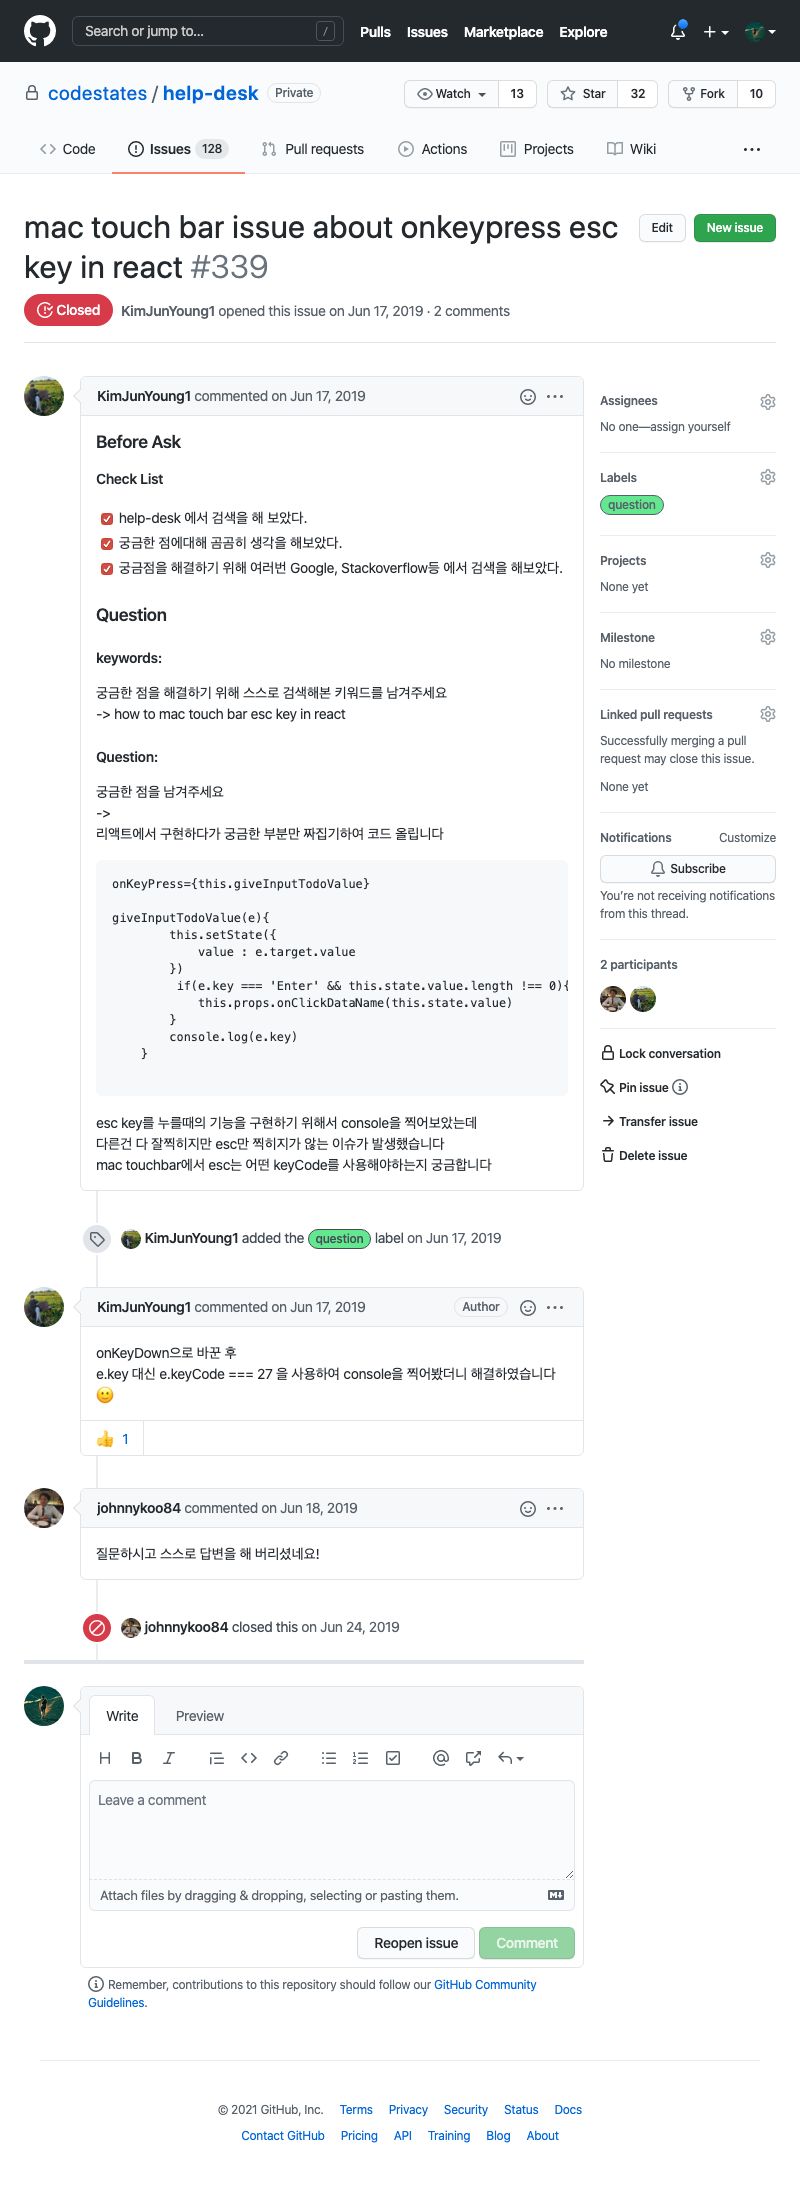 Search or jump to... /
Pulls Issues Marketplace Explore
codestates / help-desk Private
Watch 13 Star 32 Fork 10
Code Issues 128 Pull requests Actions Projects Wiki
mac touch bar issue about onkeypress esc
key in react #339
Edit New issue
Closed KimJunYoung1 opened this issue on Jun 17, 2019 · 2 comments
KimJunYoung1 commented on Jun 17, 2019
Before Ask
Check List
help-desk 에서 검색을 해 보았다.
궁금한 점에대해 곰곰히 생각을 해보았다.
궁금점을 해결하기 위해 여러번 Google, Stackoverflow등 에서 검색을 해보았다.
Question
keywords:
궁금한 점을 해결하기 위해 스스로 검색해본 키워드를 남겨주세요
-> how to mac touch bar esc key in react
Question:
궁금한 점을 남겨주세요
->
리액트에서 구현하다가 궁금한 부분만 짜집기하여 코드 올립니다
onKeyPress={this.giveInputTodoValue}
giveInputTodoValue(e){
this.setState({
value : e.target.value
})
if(e.key === 'Enter' && this.state.value.length !== 0){
this.props.onClickDataName(this.state.value)
}
console.log(e.key)
}
esc key를 누를때의 기능을 구현하기 위해서 console을 찍어보았는데
다른건 다 잘찍히지만 esc만 찍히지가 않는 이슈가 발생했습니다
mac touchbar에서 esc는 어떤 keyCode를 사용해야하는지 궁금합니다
Assignees
No one—assign yourself
Labels
question
Projects
None yet
Milestone
No milestone
Linked pull requests
Successfully merging a pull
request may close this issue.
None yet
Notifications Customize
Subscribe
You're not receiving notifications
from this thread.
2 participants
Lock conversation
Pin issue
Transfer issue
Delete issue
KimJunYoung1 added the question label on Jun 17, 2019
KimJunYoung1 commented on Jun 17, 2019 Author
onKeyDown으로 바꾼 후
e.key 대신 e.keyCode === 27 을 사용하여 console을 찍어봤더니 해결하였습니다
🙂
👍 1
johnnykoo84 commented on Jun 18, 2019
질문하시고 스스로 답변을 해 버리셨네요!
johnnykoo84 closed this on Jun 24, 2019
Write Preview
Leave a comment
Attach files by dragging & dropping, selecting or pasting them.
Reopen issue Comment
Remember, contributions to this repository should follow our GitHub Community
Guidelines.
© 2021 GitHub, Inc. Terms Privacy Security Status Docs
Contact GitHub Pricing API Training Blog About